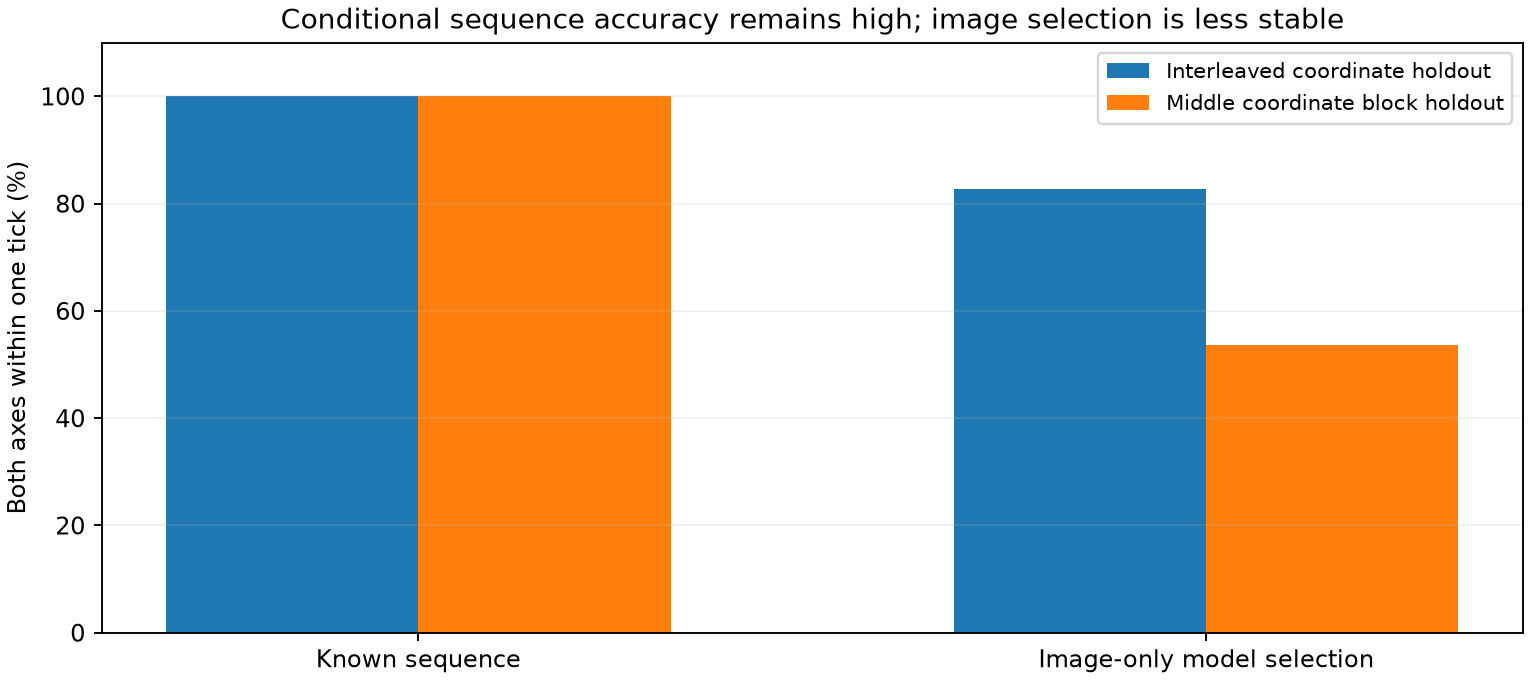 Conditional sequence accuracy remains high; image selection is less stable
Interleaved coordinate holdout
Middle coordinate block holdout
Both axes within one tick (%)
100
80
60
40
20
0
Known sequence
Image-only model selection